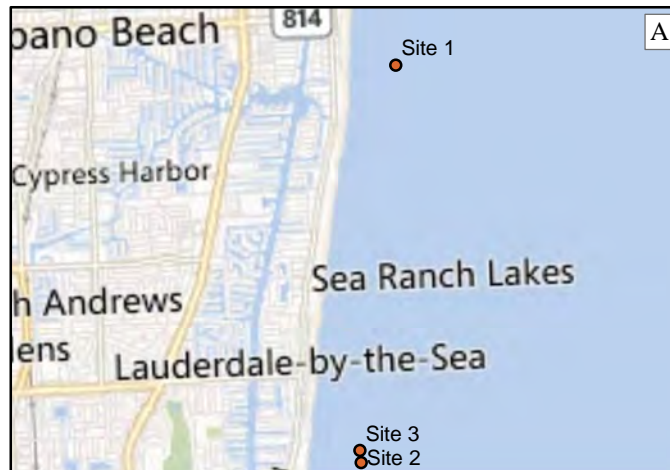 pano Beach
814
A
Site 1
Cypress Harbor
Sea Ranch Lakes
h Andrews
lens
Lauderdale-by-the-Sea
Site 3
Site 2